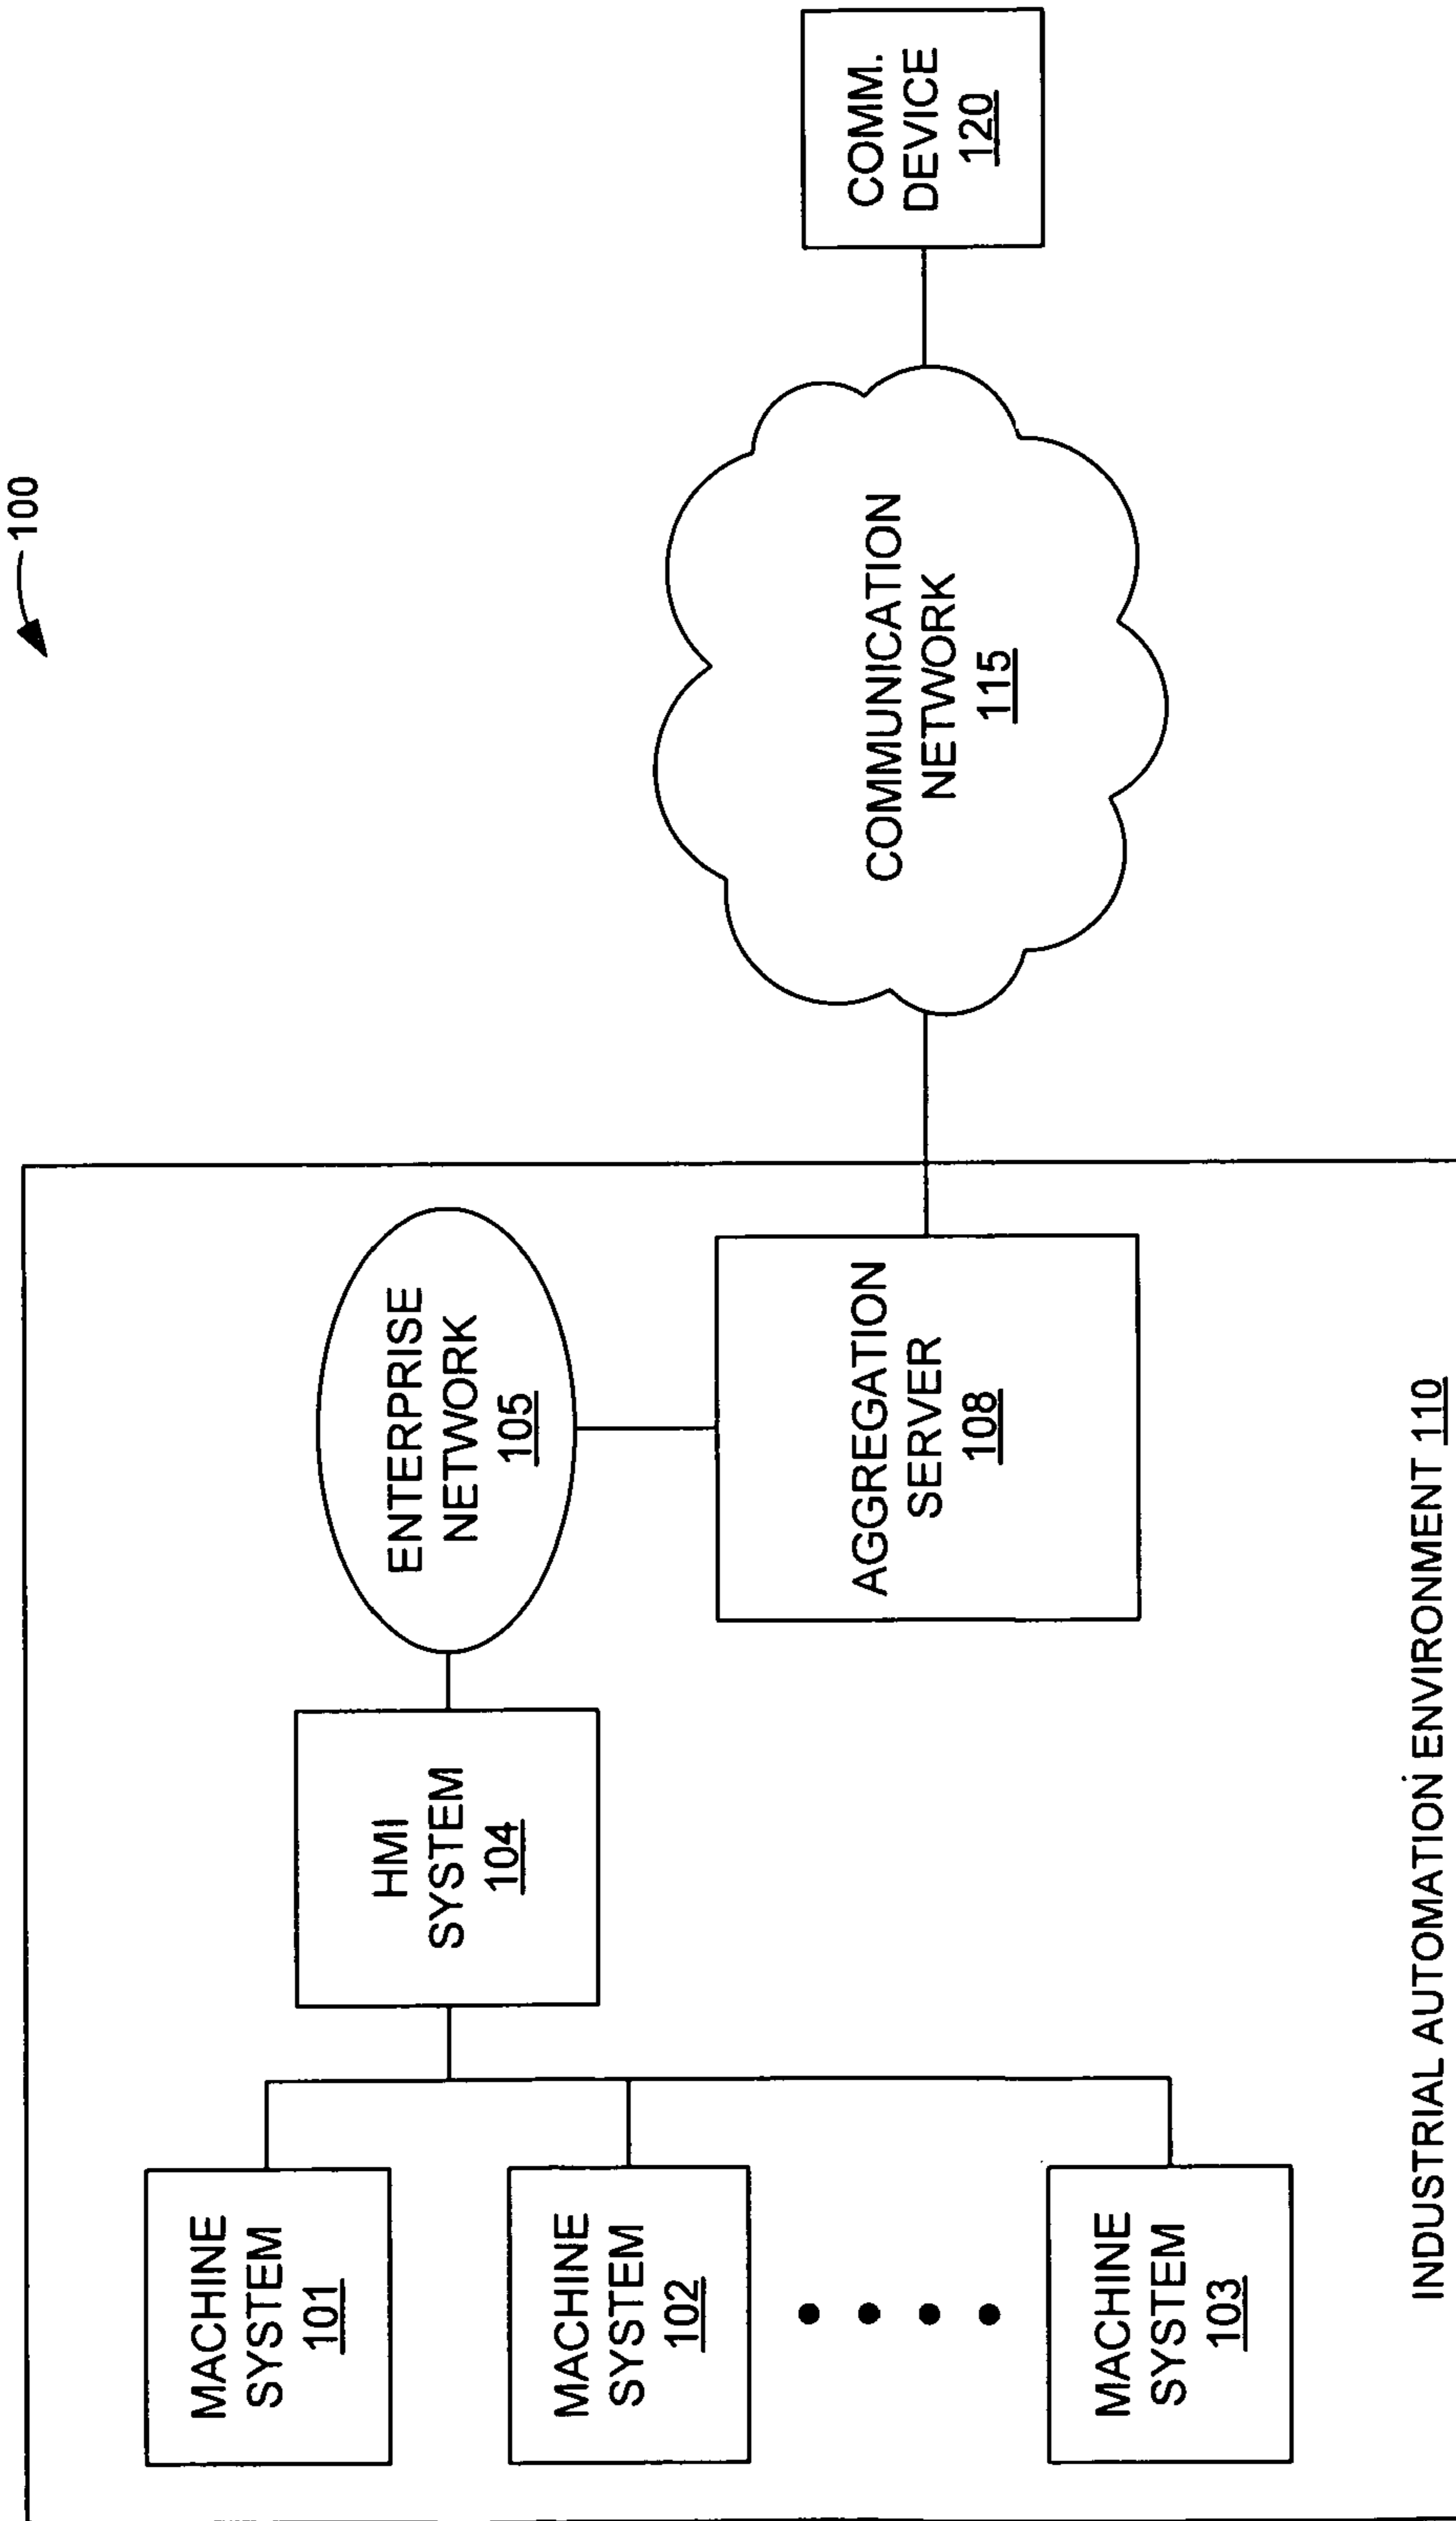 100
MACHINE
SYSTEM
101
MACHINE
SYSTEM
102
MACHINE
SYSTEM
103
HMI
SYSTEM
104
ENTERPRISE
NETWORK
105
AGGREGATION
SERVER
108
INDUSTRIAL AUTOMATION ENVIRONMENT 110
COMMUNICATION
NETWORK
115
COMM.
DEVICE
120